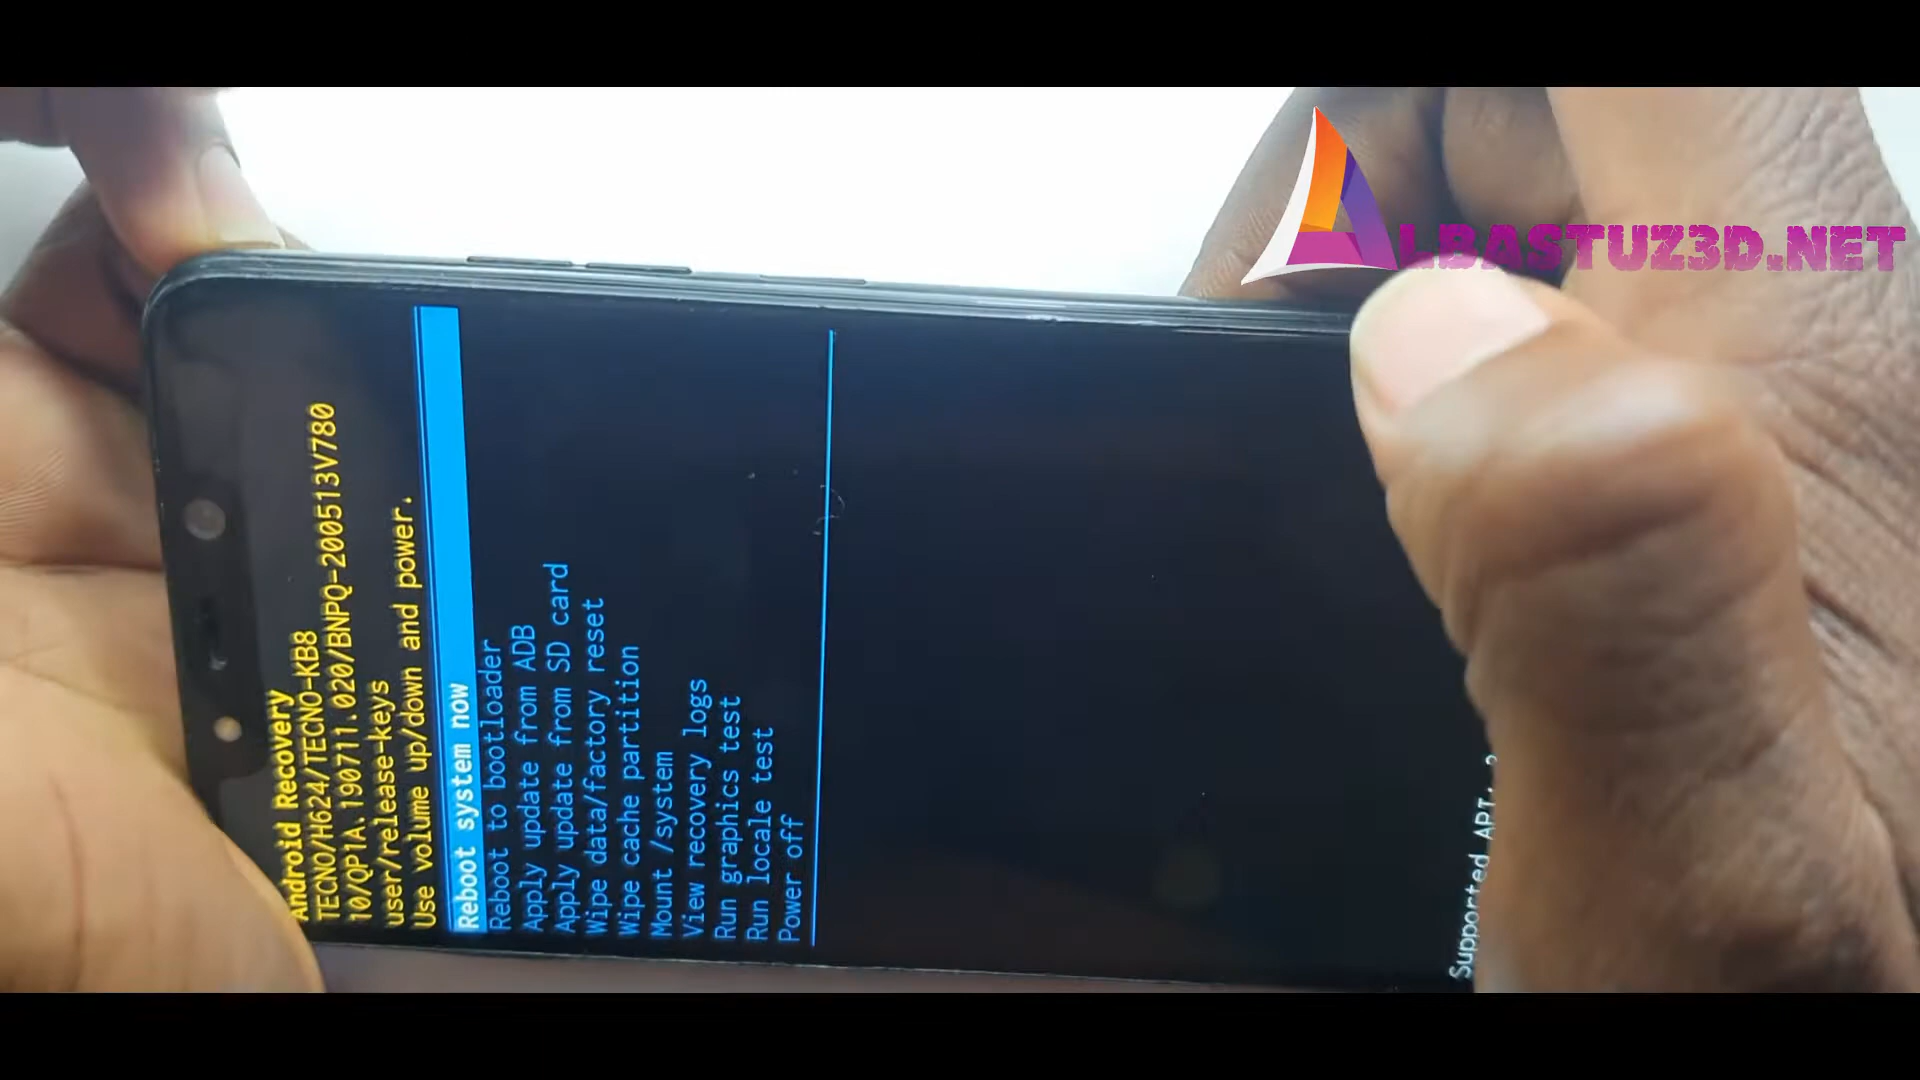 ALBASTUZ3D.NET
Android Recovery
TECNO/H624/TECNO-KB8
10/QP1A.190711.020/BNPQ-200513V780
user/release-keys
Use volume up/down and power.
Reboot system now
Reboot to bootloader
Apply update from ADB
Apply update from SD card
Wipe data/factory reset
Wipe cache partition
Mount /system
View recovery logs
Run graphics test
Run locale test
Power off
Supported API: